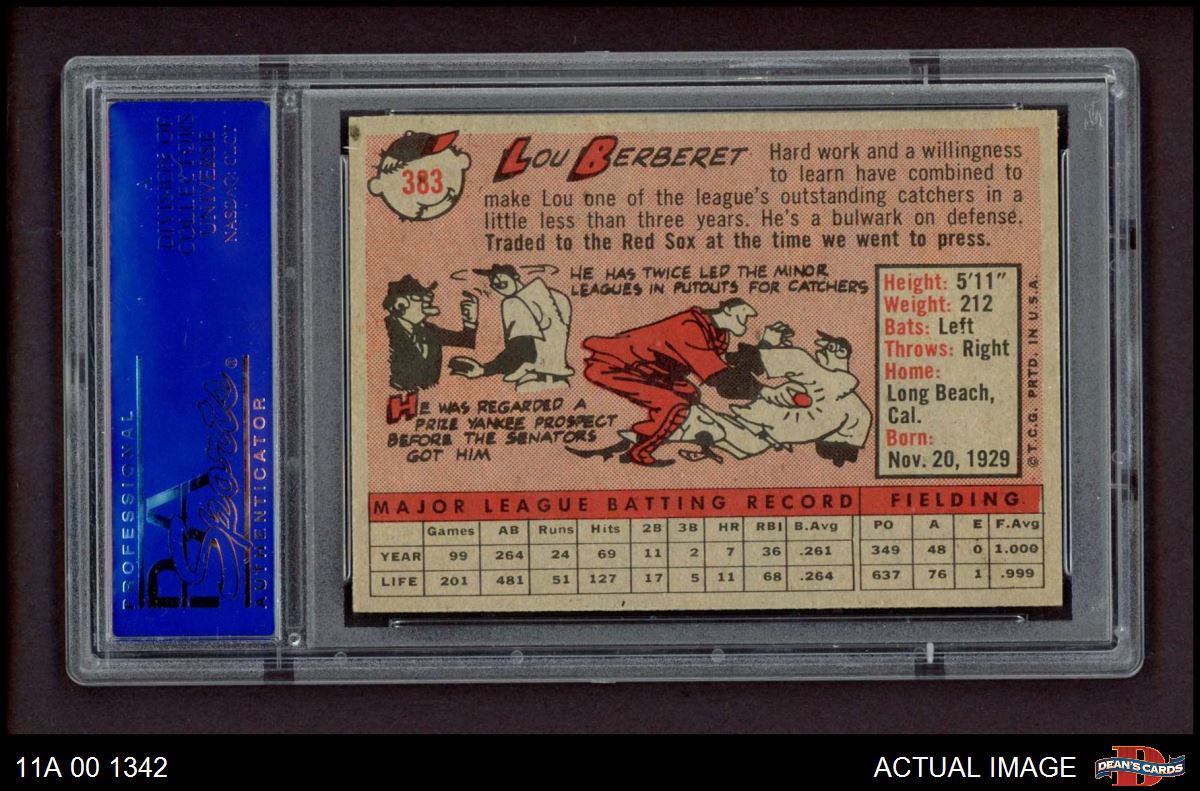 DIVISION OF
COLLECTORS
UNIVERSE
NASDAQ: CLCT
PROFESSIONAL
PSA
Sports®
AUTHENTICATOR
383
LOU BERBERET
Hard work and a willingness
to learn have combined to
make Lou one of the league's outstanding catchers in a
little less than three years. He's a bulwark on defense.
Traded to the Red Sox at the time we went to press.
HE HAS TWICE LED THE MINOR
LEAGUES IN PUTOUTS FOR CATCHERS
HE WAS REGARDED A
PRIZE YANKEE PROSPECT
BEFORE THE SENATORS
GOT HIM
Height: 5'11"
Weight: 212
Bats: Left
Throws: Right
Home:
Long Beach,
Cal.
Born:
Nov. 20, 1929
©T.C.G. PRTD. IN U.S.A.
MAJOR LEAGUE BATTING RECORD FIELDING
Games AB Runs Hits 2B 3B HR RBI B.Avg PO A E F.Avg
YEAR 99 264 24 69 11 2 7 36 .261 349 48 0 1.000
LIFE 201 481 51 127 17 5 11 68 .264 637 76 1 .999
11A 00 1342
ACTUAL IMAGE
DEAN'S CARDS